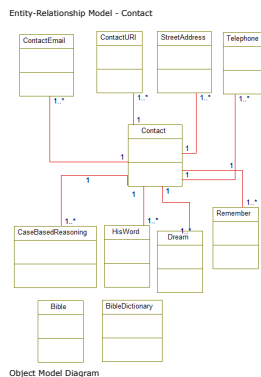 Entity-Relationship Model - Contact
ContactEmail
ContactURI
StreetAddress
Telephone
1..*
1..*
1..*
1..*
1
Contact
1
1
1
1
1
1
1
1..*
1..*
1..*
1..*
CaseBasedReasoning
HisWord
Dream
Remember
Bible
BibleDictionary
Object Model Diagram